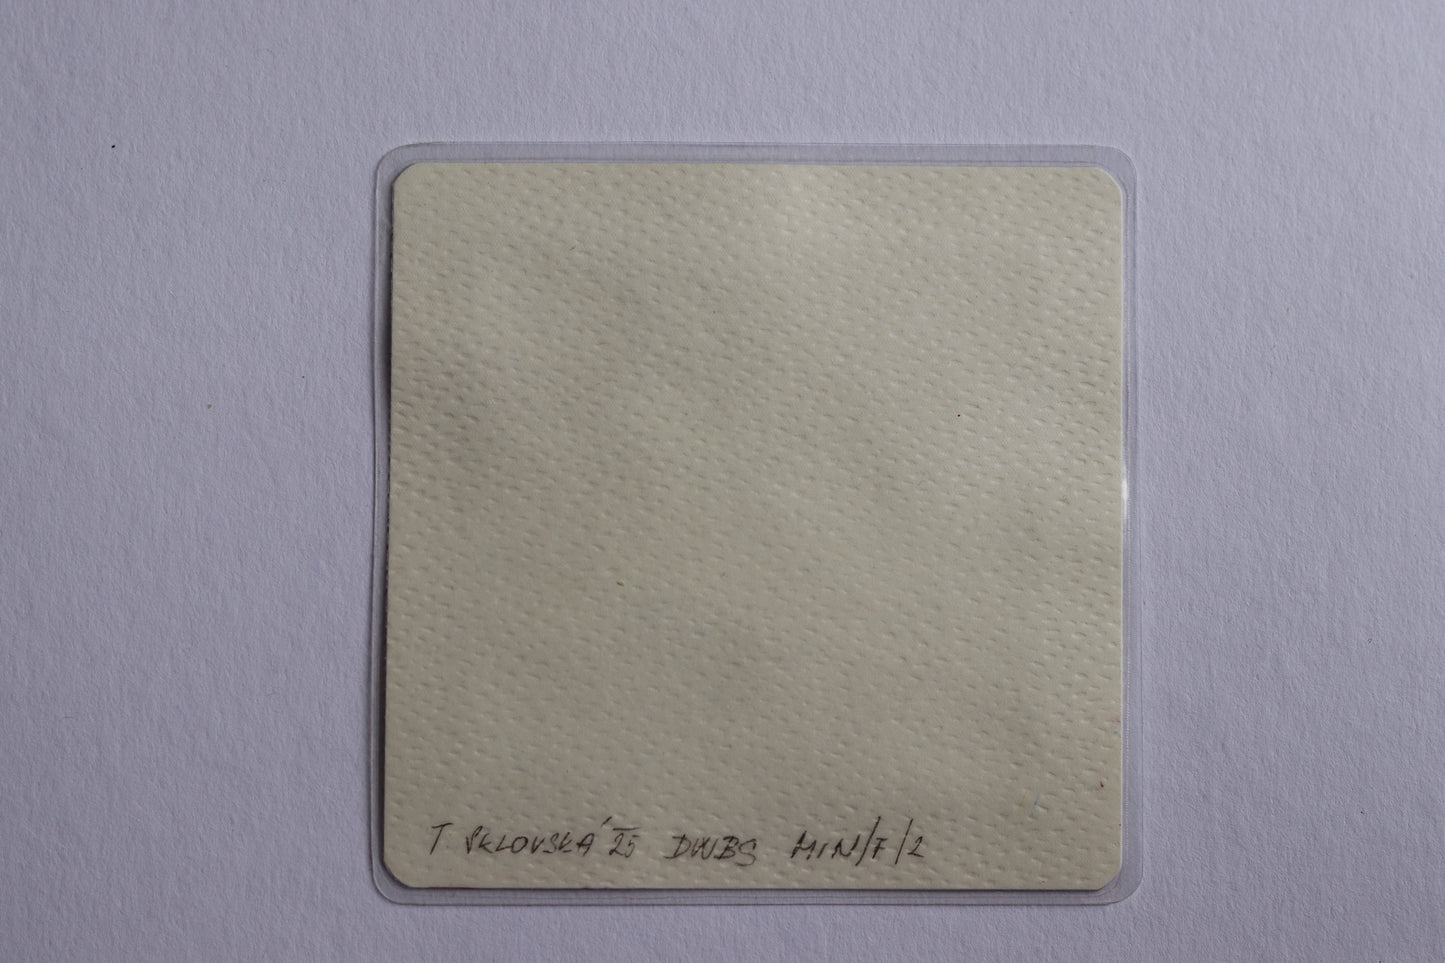 T. SKLOVSKÁ '25 DWBS MIN/F/2